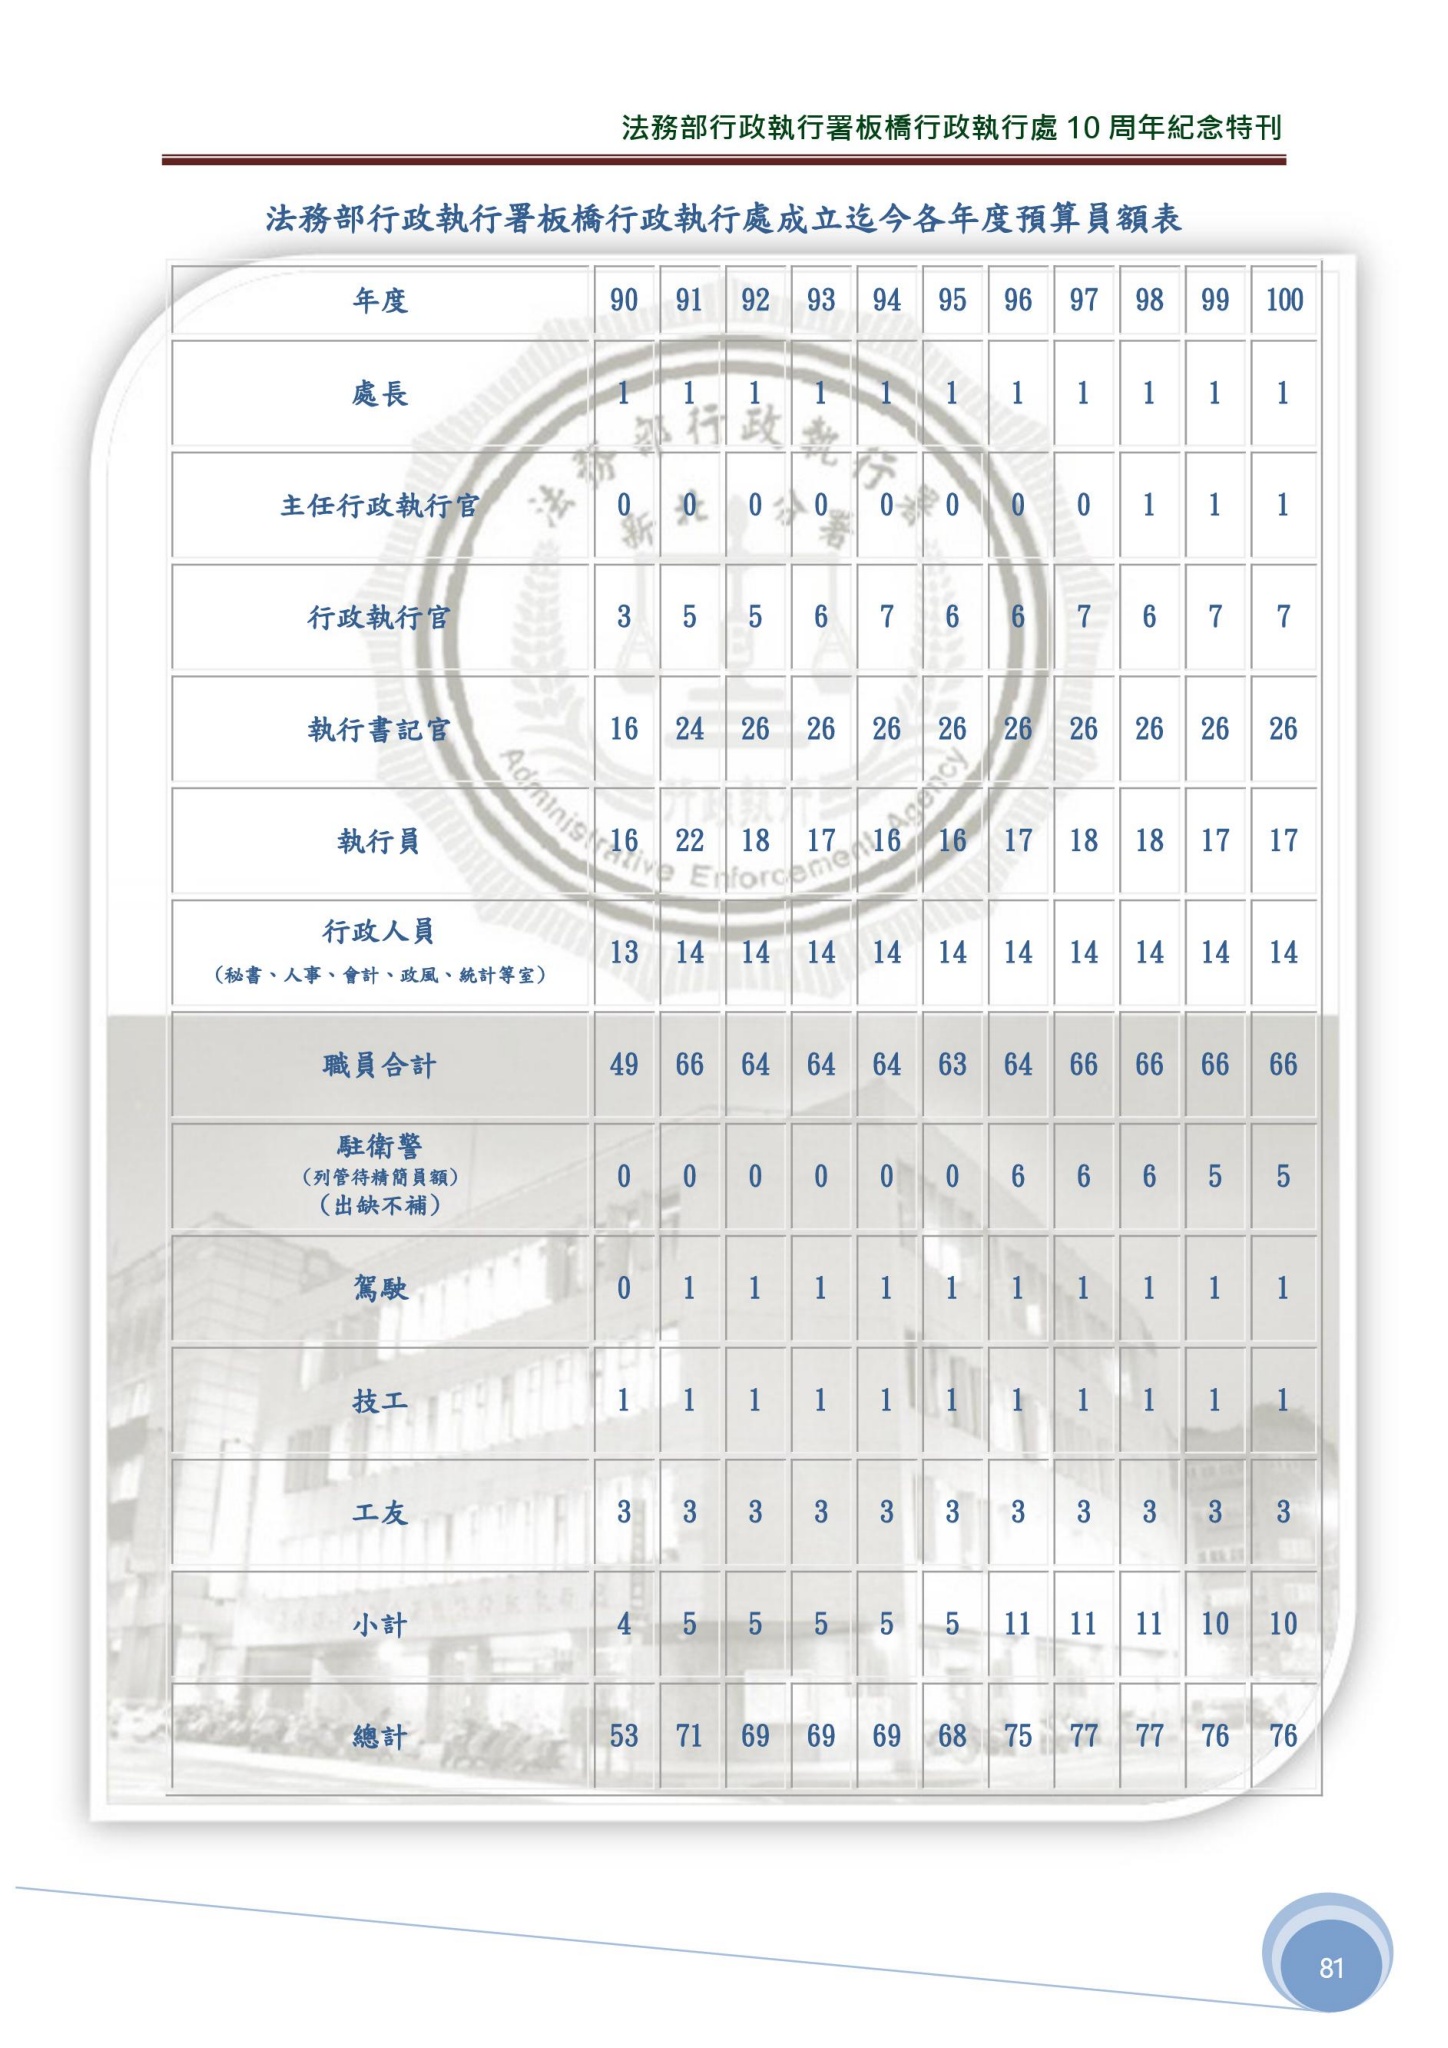 法務部行政執行署板橋行政執行處 10 周年紀念特刊
法務部行政執行署板橋行政執行處成立迄今各年度預算員額表
年度 90 91 92 93 94 95 96 97 98 99 100
處長 1 1 1 1 1 1 1 1 1 1 1
主任行政執行官 0 0 0 0 0 0 0 0 1 1 1
行政執行官 3 5 5 6 7 6 6 7 6 7 7
執行書記官 16 24 26 26 26 26 26 26 26 26 26
執行員 16 22 18 17 16 16 17 18 18 17 17
行政人員
（秘書、人事、會計、政風、統計等室）
13 14 14 14 14 14 14 14 14 14 14
職員合計 49 66 64 64 64 63 64 66 66 66 66
駐衛警
（列管待精簡員額）
（出缺不補）
0 0 0 0 0 0 6 6 6 5 5
駕駛 0 1 1 1 1 1 1 1 1 1 1
技工 1 1 1 1 1 1 1 1 1 1 1
工友 3 3 3 3 3 3 3 3 3 3 3
小計 4 5 5 5 5 5 11 11 11 10 10
總計 53 71 69 69 69 68 75 77 77 76 76
法務部行政執行署
新北分署
行政執行
Administrative Enforcement Agency
81